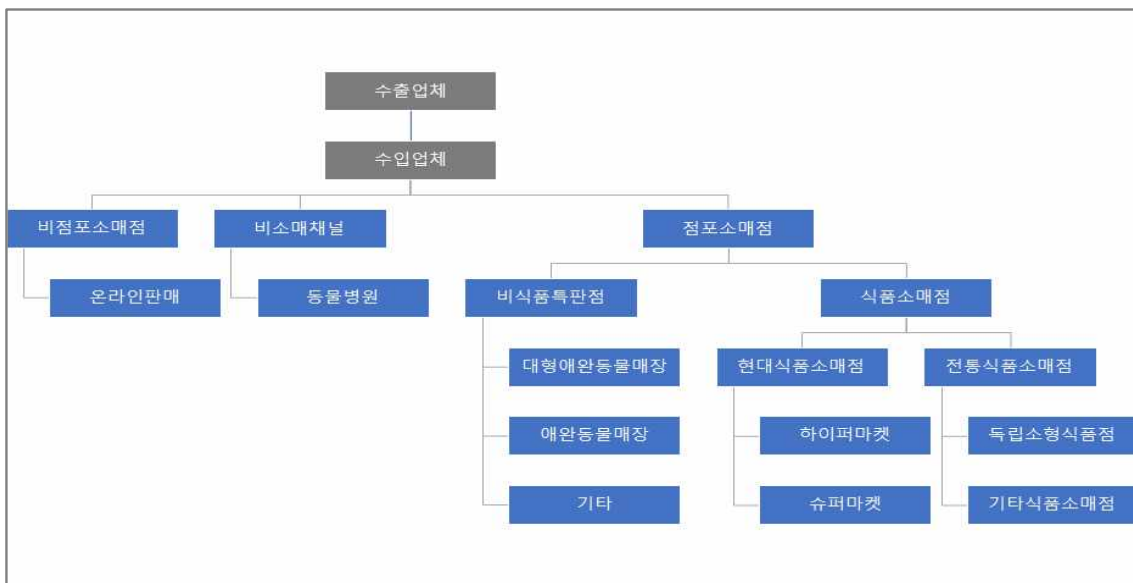 수출업체
수입업체
비점포소매점
비소매채널
점포소매점
온라인판매
동물병원
비식품특판점
식품소매점
대형애완동물매장
현대식품소매점
전통식품소매점
애완동물매장
하이퍼마켓
독립소형식품점
기타
슈퍼마켓
기타식품소매점